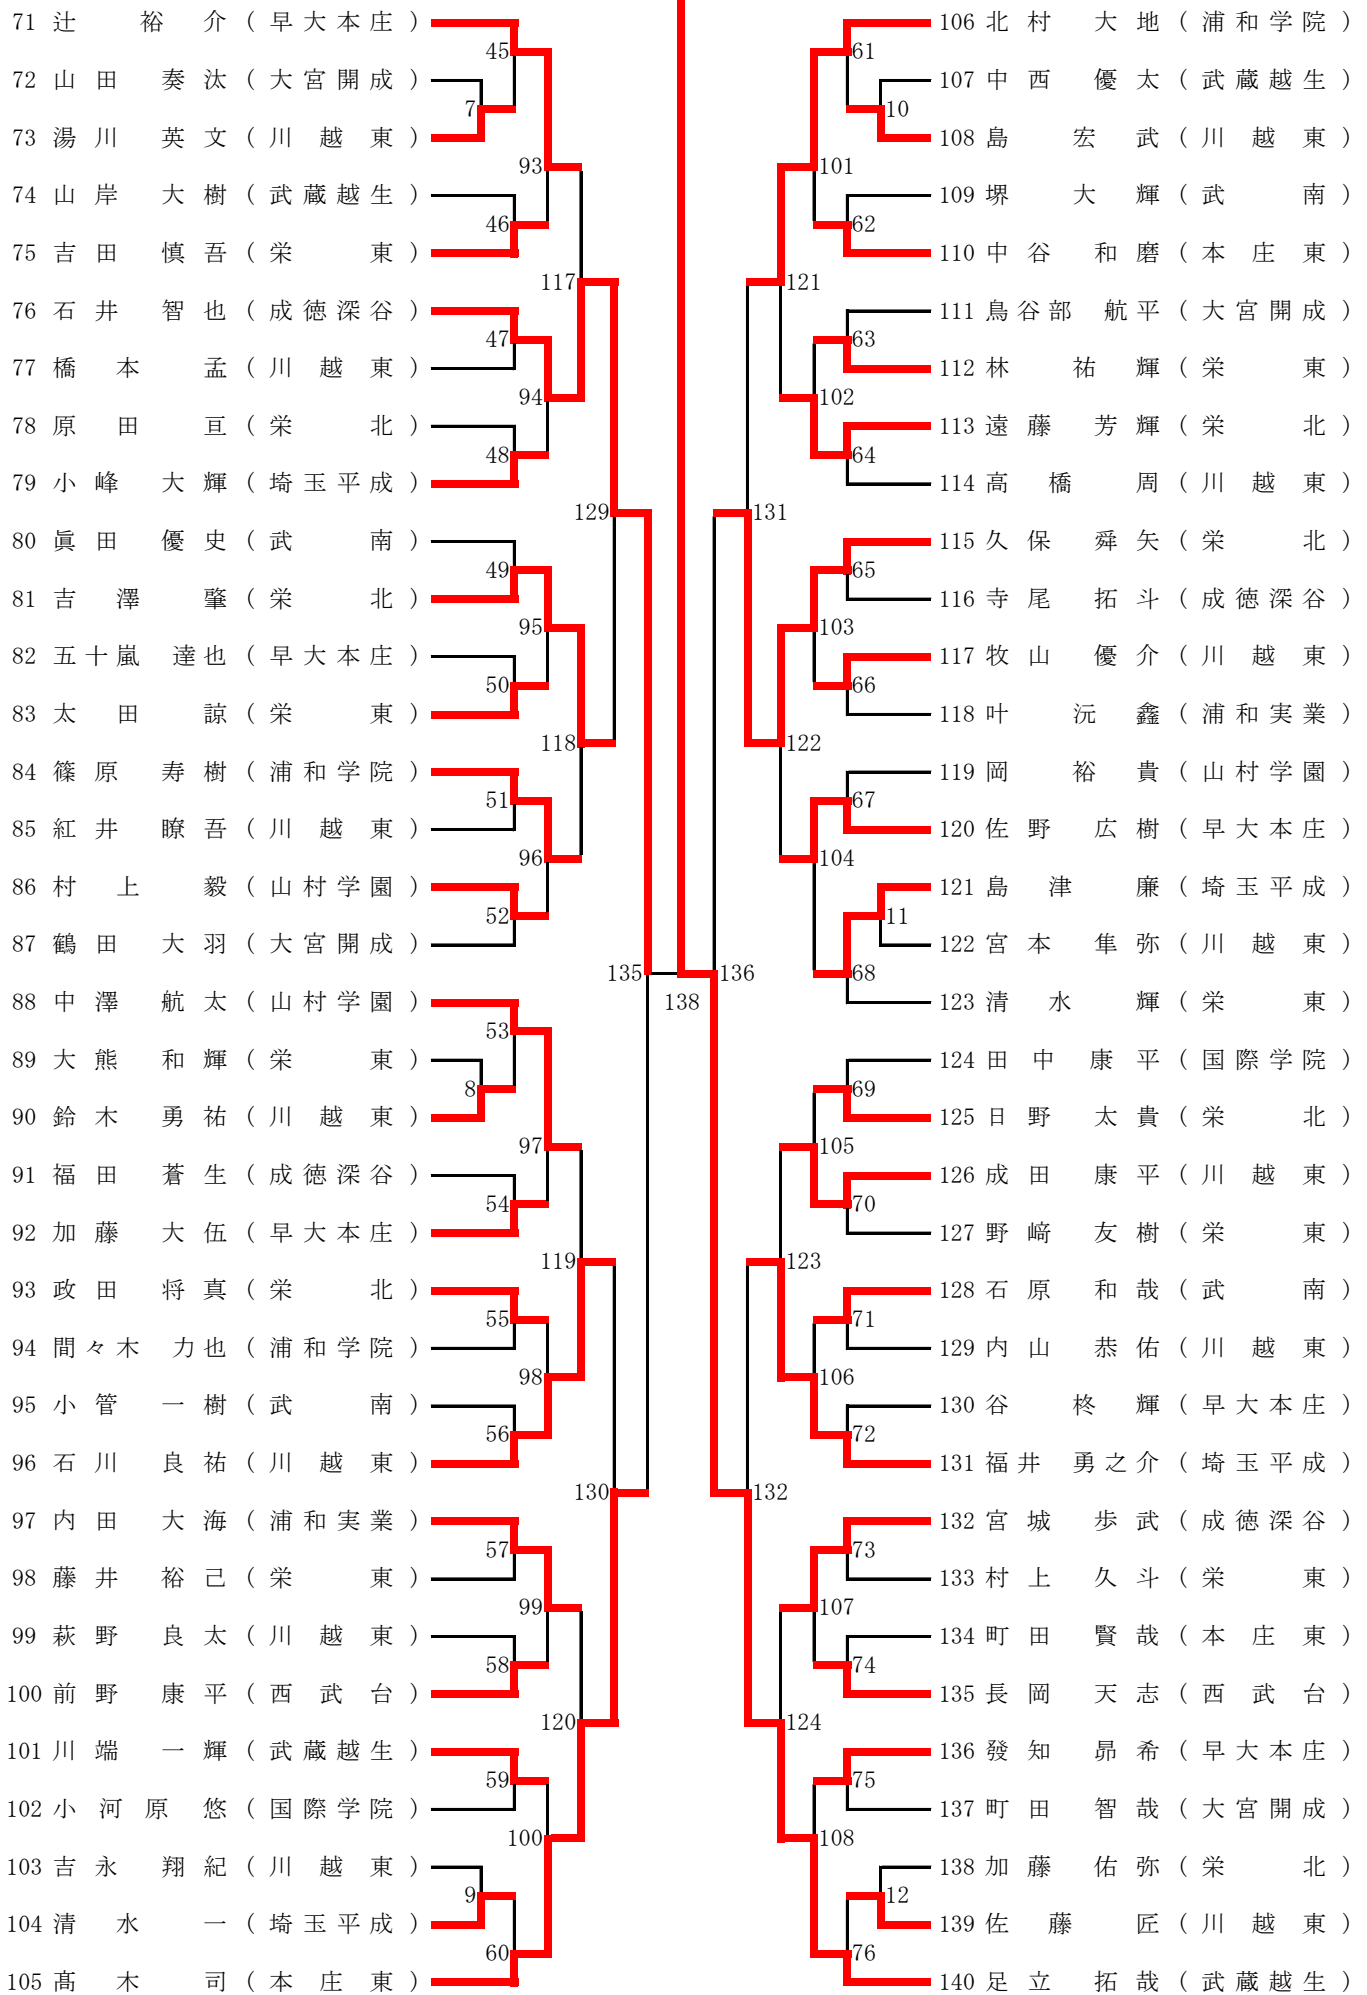 71 辻 裕 介 ( 早 大 本 庄 )
72 山 田 奏 汰 ( 大 宮 開 成 )
73 湯 川 英 文 ( 川 越 東 )
74 山 岸 大 樹 ( 武 蔵 越 生 )
75 吉 田 慎 吾 ( 栄 東 )
76 石 井 智 也 ( 成 徳 深 谷 )
77 橋 本 孟 ( 川 越 東 )
78 原 田 亘 ( 栄 北 )
79 小 峰 大 輝 ( 埼 玉 平 成 )
80 眞 田 優 史 ( 武 南 )
81 吉 澤 肇 ( 栄 北 )
82 五 十 嵐 達 也 ( 早 大 本 庄 )
83 太 田 諒 ( 栄 東 )
84 篠 原 寿 樹 ( 浦 和 学 院 )
85 紅 井 瞭 吾 ( 川 越 東 )
86 村 上 毅 ( 山 村 学 園 )
87 鶴 田 大 羽 ( 大 宮 開 成 )
88 中 澤 航 太 ( 山 村 学 園 )
89 大 熊 和 輝 ( 栄 東 )
90 鈴 木 勇 祐 ( 川 越 東 )
91 福 田 蒼 生 ( 成 徳 深 谷 )
92 加 藤 大 伍 ( 早 大 本 庄 )
93 政 田 将 真 ( 栄 北 )
94 間 々 木 力 也 ( 浦 和 学 院 )
95 小 管 一 樹 ( 武 南 )
96 石 川 良 祐 ( 川 越 東 )
97 内 田 大 海 ( 浦 和 実 業 )
98 藤 井 裕 己 ( 栄 東 )
99 萩 野 良 太 ( 川 越 東 )
100 前 野 康 平 ( 西 武 台 )
101 川 端 一 輝 ( 武 蔵 越 生 )
102 小 河 原 悠 ( 国 際 学 院 )
103 吉 永 翔 紀 ( 川 越 東 )
104 清 水 一 ( 埼 玉 平 成 )
105 髙 木 司 ( 本 庄 東 )
45
7
93
46
117
47
94
48
129
49
95
50
118
51
96
52
135
53
8
97
54
119
55
98
56
130
57
99
58
120
59
100
9
60
138
61
10
101
62
121
63
102
64
131
65
103
66
122
67
104
11
68
136
69
105
70
123
71
106
72
132
73
107
74
124
75
108
12
76
106 北 村 大 地 ( 浦 和 学 院 )
107 中 西 優 太 ( 武 蔵 越 生 )
108 島 宏 武 ( 川 越 東 )
109 堺 大 輝 ( 武 南 )
110 中 谷 和 磨 ( 本 庄 東 )
111 鳥 谷 部 航 平 ( 大 宮 開 成 )
112 林 祐 輝 ( 栄 東 )
113 遠 藤 芳 輝 ( 栄 北 )
114 高 橋 周 ( 川 越 東 )
115 久 保 舜 矢 ( 栄 北 )
116 寺 尾 拓 斗 ( 成 徳 深 谷 )
117 牧 山 優 介 ( 川 越 東 )
118 叶 沅 鑫 ( 浦 和 実 業 )
119 岡 裕 貴 ( 山 村 学 園 )
120 佐 野 広 樹 ( 早 大 本 庄 )
121 島 津 廉 ( 埼 玉 平 成 )
122 宮 本 隼 弥 ( 川 越 東 )
123 清 水 輝 ( 栄 東 )
124 田 中 康 平 ( 国 際 学 院 )
125 日 野 太 貴 ( 栄 北 )
126 成 田 康 平 ( 川 越 東 )
127 野 﨑 友 樹 ( 栄 東 )
128 石 原 和 哉 ( 武 南 )
129 内 山 恭 佑 ( 川 越 東 )
130 谷 柊 輝 ( 早 大 本 庄 )
131 福 井 勇 之 介 ( 埼 玉 平 成 )
132 宮 城 歩 武 ( 成 徳 深 谷 )
133 村 上 久 斗 ( 栄 東 )
134 町 田 賢 哉 ( 本 庄 東 )
135 長 岡 天 志 ( 西 武 台 )
136 發 知 昴 希 ( 早 大 本 庄 )
137 町 田 智 哉 ( 大 宮 開 成 )
138 加 藤 佑 弥 ( 栄 北 )
139 佐 藤 匠 ( 川 越 東 )
140 足 立 拓 哉 ( 武 蔵 越 生 )